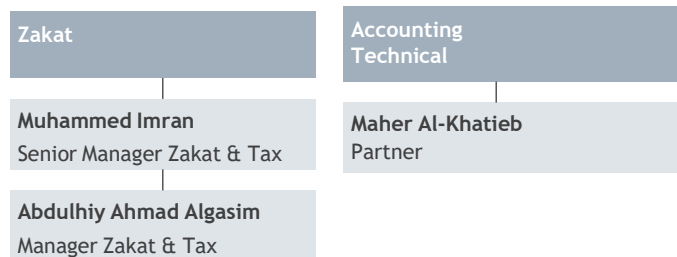 Zakat
Muhammed Imran
Senior Manager Zakat & Tax
Abdulhiy Ahmad Algasim
Manager Zakat & Tax
Accounting
Technical
Maher Al-Khatieb
Partner